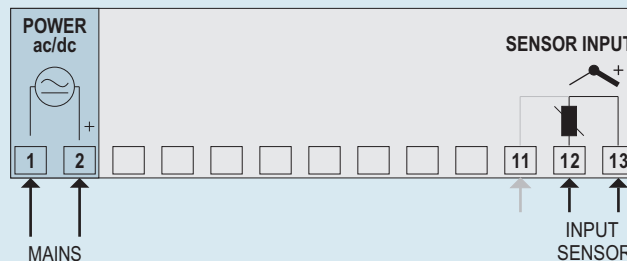 POWER
ac/dc
SENSOR INPUT
+
+
1 2 11 12 13
MAINS
INPUT
SENSOR